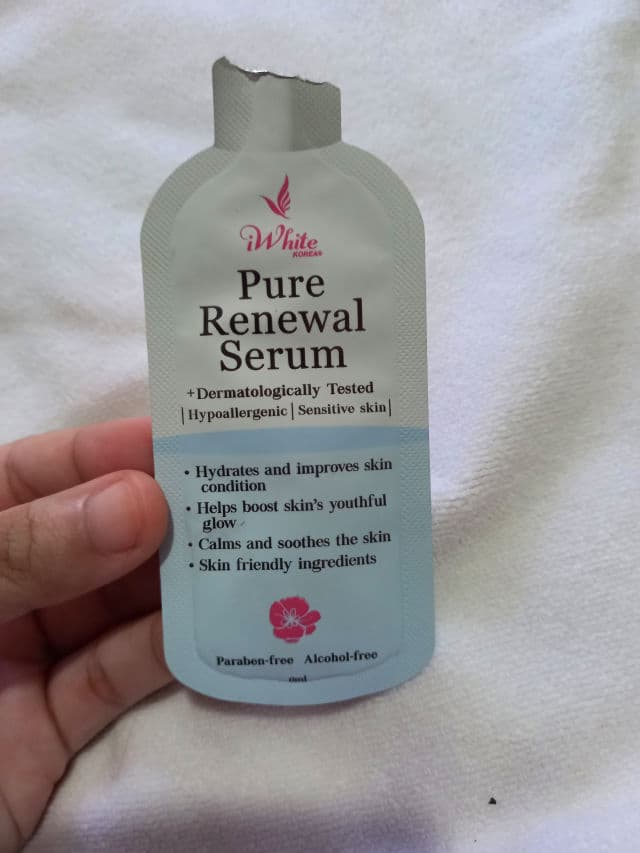 iWhite
KOREA®
Pure
Renewal
Serum
+Dermatologically Tested
|Hypoallergenic|Sensitive skin|
• Hydrates and improves skin
condition
• Helps boost skin's youthful
glow
• Calms and soothes the skin
• Skin friendly ingredients
Paraben-free Alcohol-free